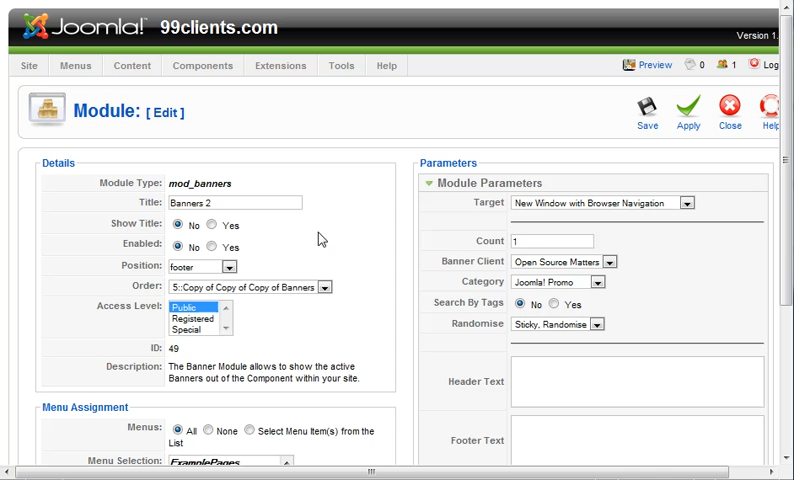 Joomla! 99clients.com
Version 1.
Site Menus Content Components Extensions Tools Help Preview 0 1 Log
Module: [ Edit ]
Save Apply Close Help
Details
Module Type: mod_banners
Title: Banners 2
Show Title: No Yes
Enabled: No Yes
Position: footer
Order: 5::Copy of Copy of Copy of Banners
Access Level: Public
Registered
Special
ID: 49
Description: The Banner Module allows to show the active
Banners out of the Component within your site.
Menu Assignment
Menus: All None Select Menu Item(s) from the
List
Menu Selection: ExamplePages
Parameters
Module Parameters
Target New Window with Browser Navigation
Count 1
Banner Client Open Source Matters
Category Joomla! Promo
Search By Tags No Yes
Randomise Sticky, Randomise
Header Text
Footer Text